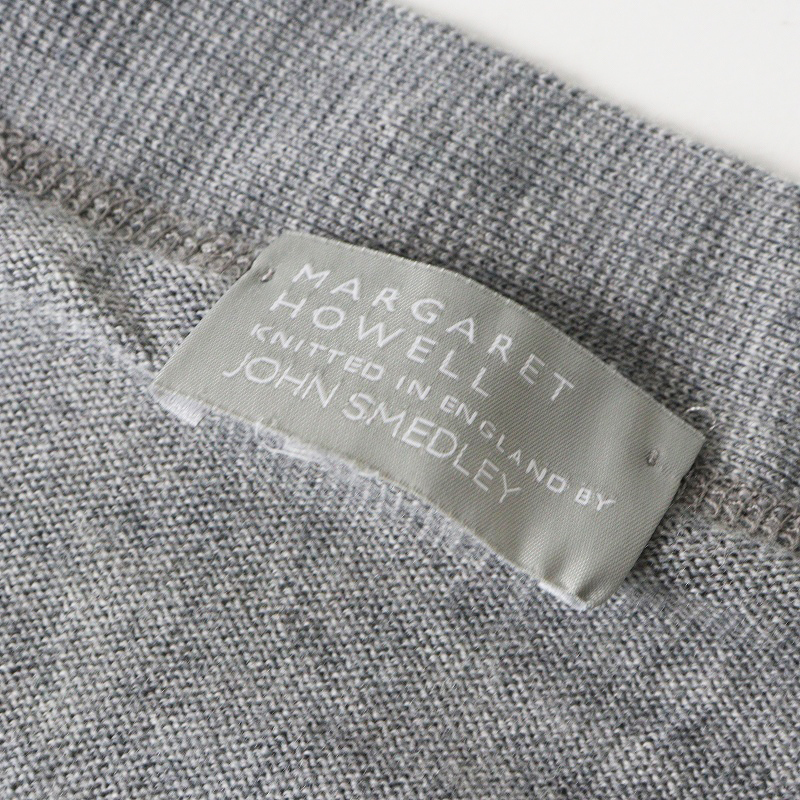 MARGARET
HOWELL
KNITTED IN ENGLAND BY
JOHN SMEDLEY